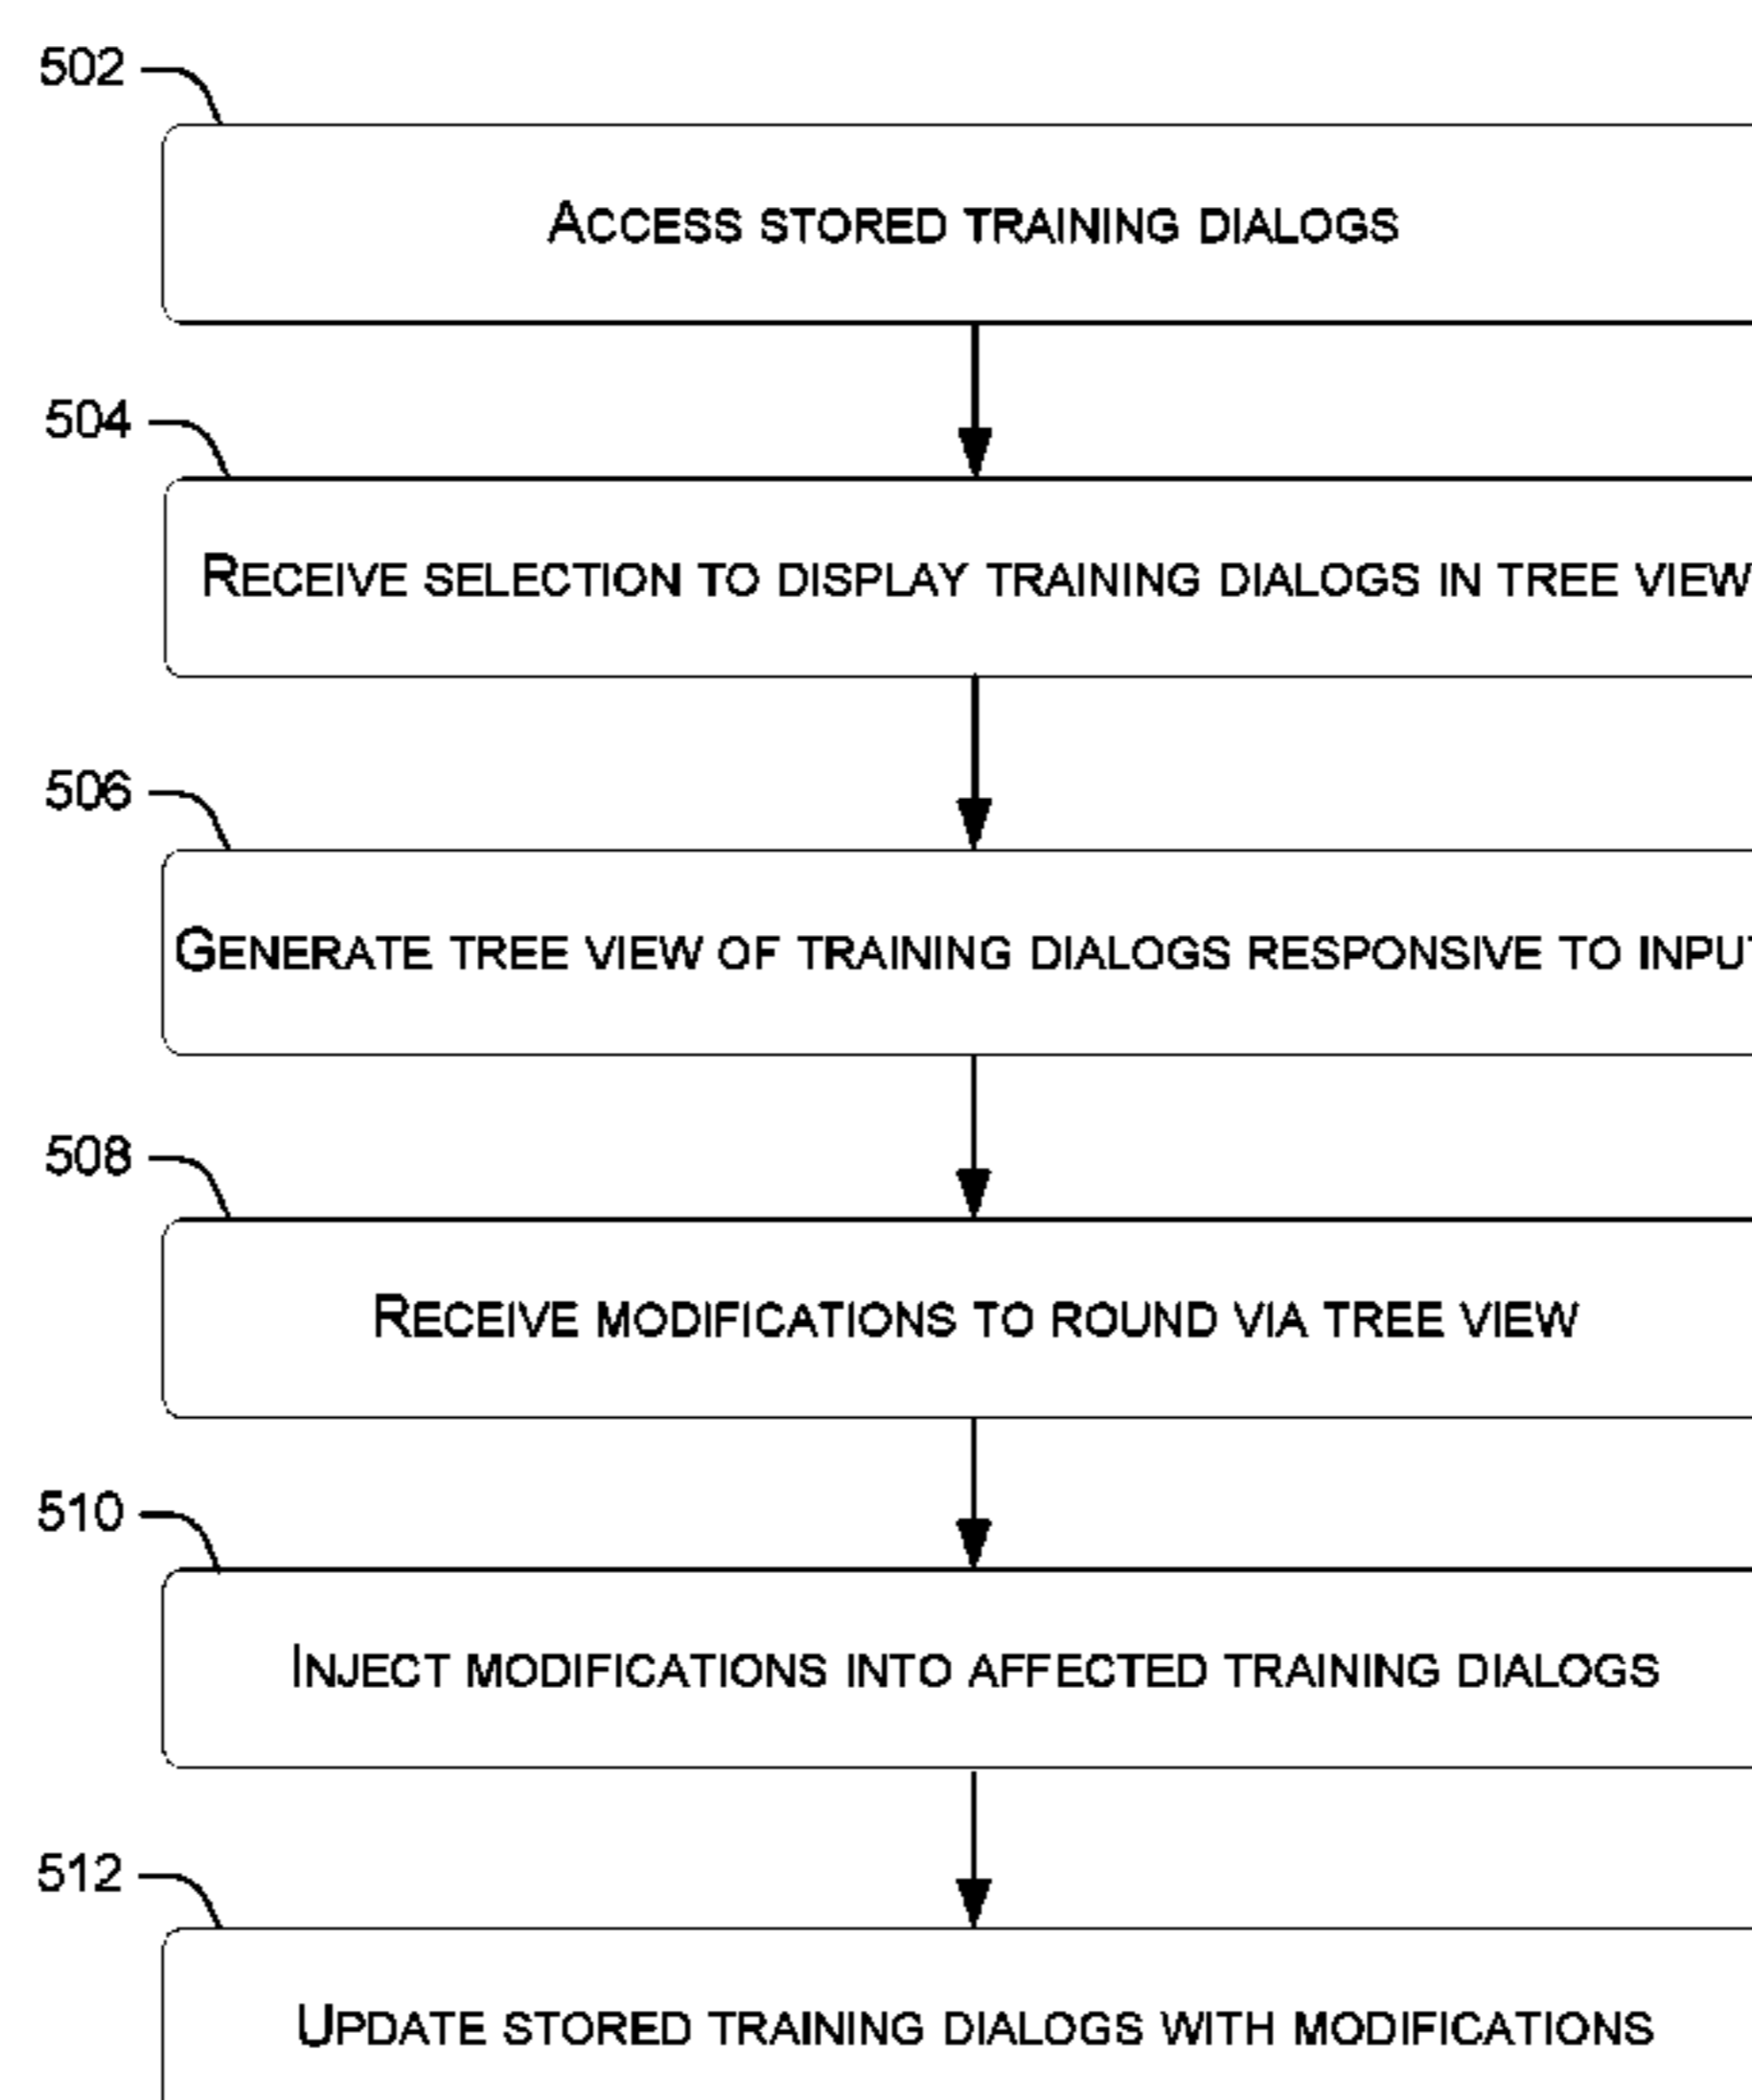 502
ACCESS STORED TRAINING DIALOGS
504
RECEIVE SELECTION TO DISPLAY TRAINING DIALOGS IN TREE VIEW
506
GENERATE TREE VIEW OF TRAINING DIALOGS RESPONSIVE TO INPUT
508
RECEIVE MODIFICATIONS TO ROUND VIA TREE VIEW
510
INJECT MODIFICATIONS INTO AFFECTED TRAINING DIALOGS
512
UPDATE STORED TRAINING DIALOGS WITH MODIFICATIONS